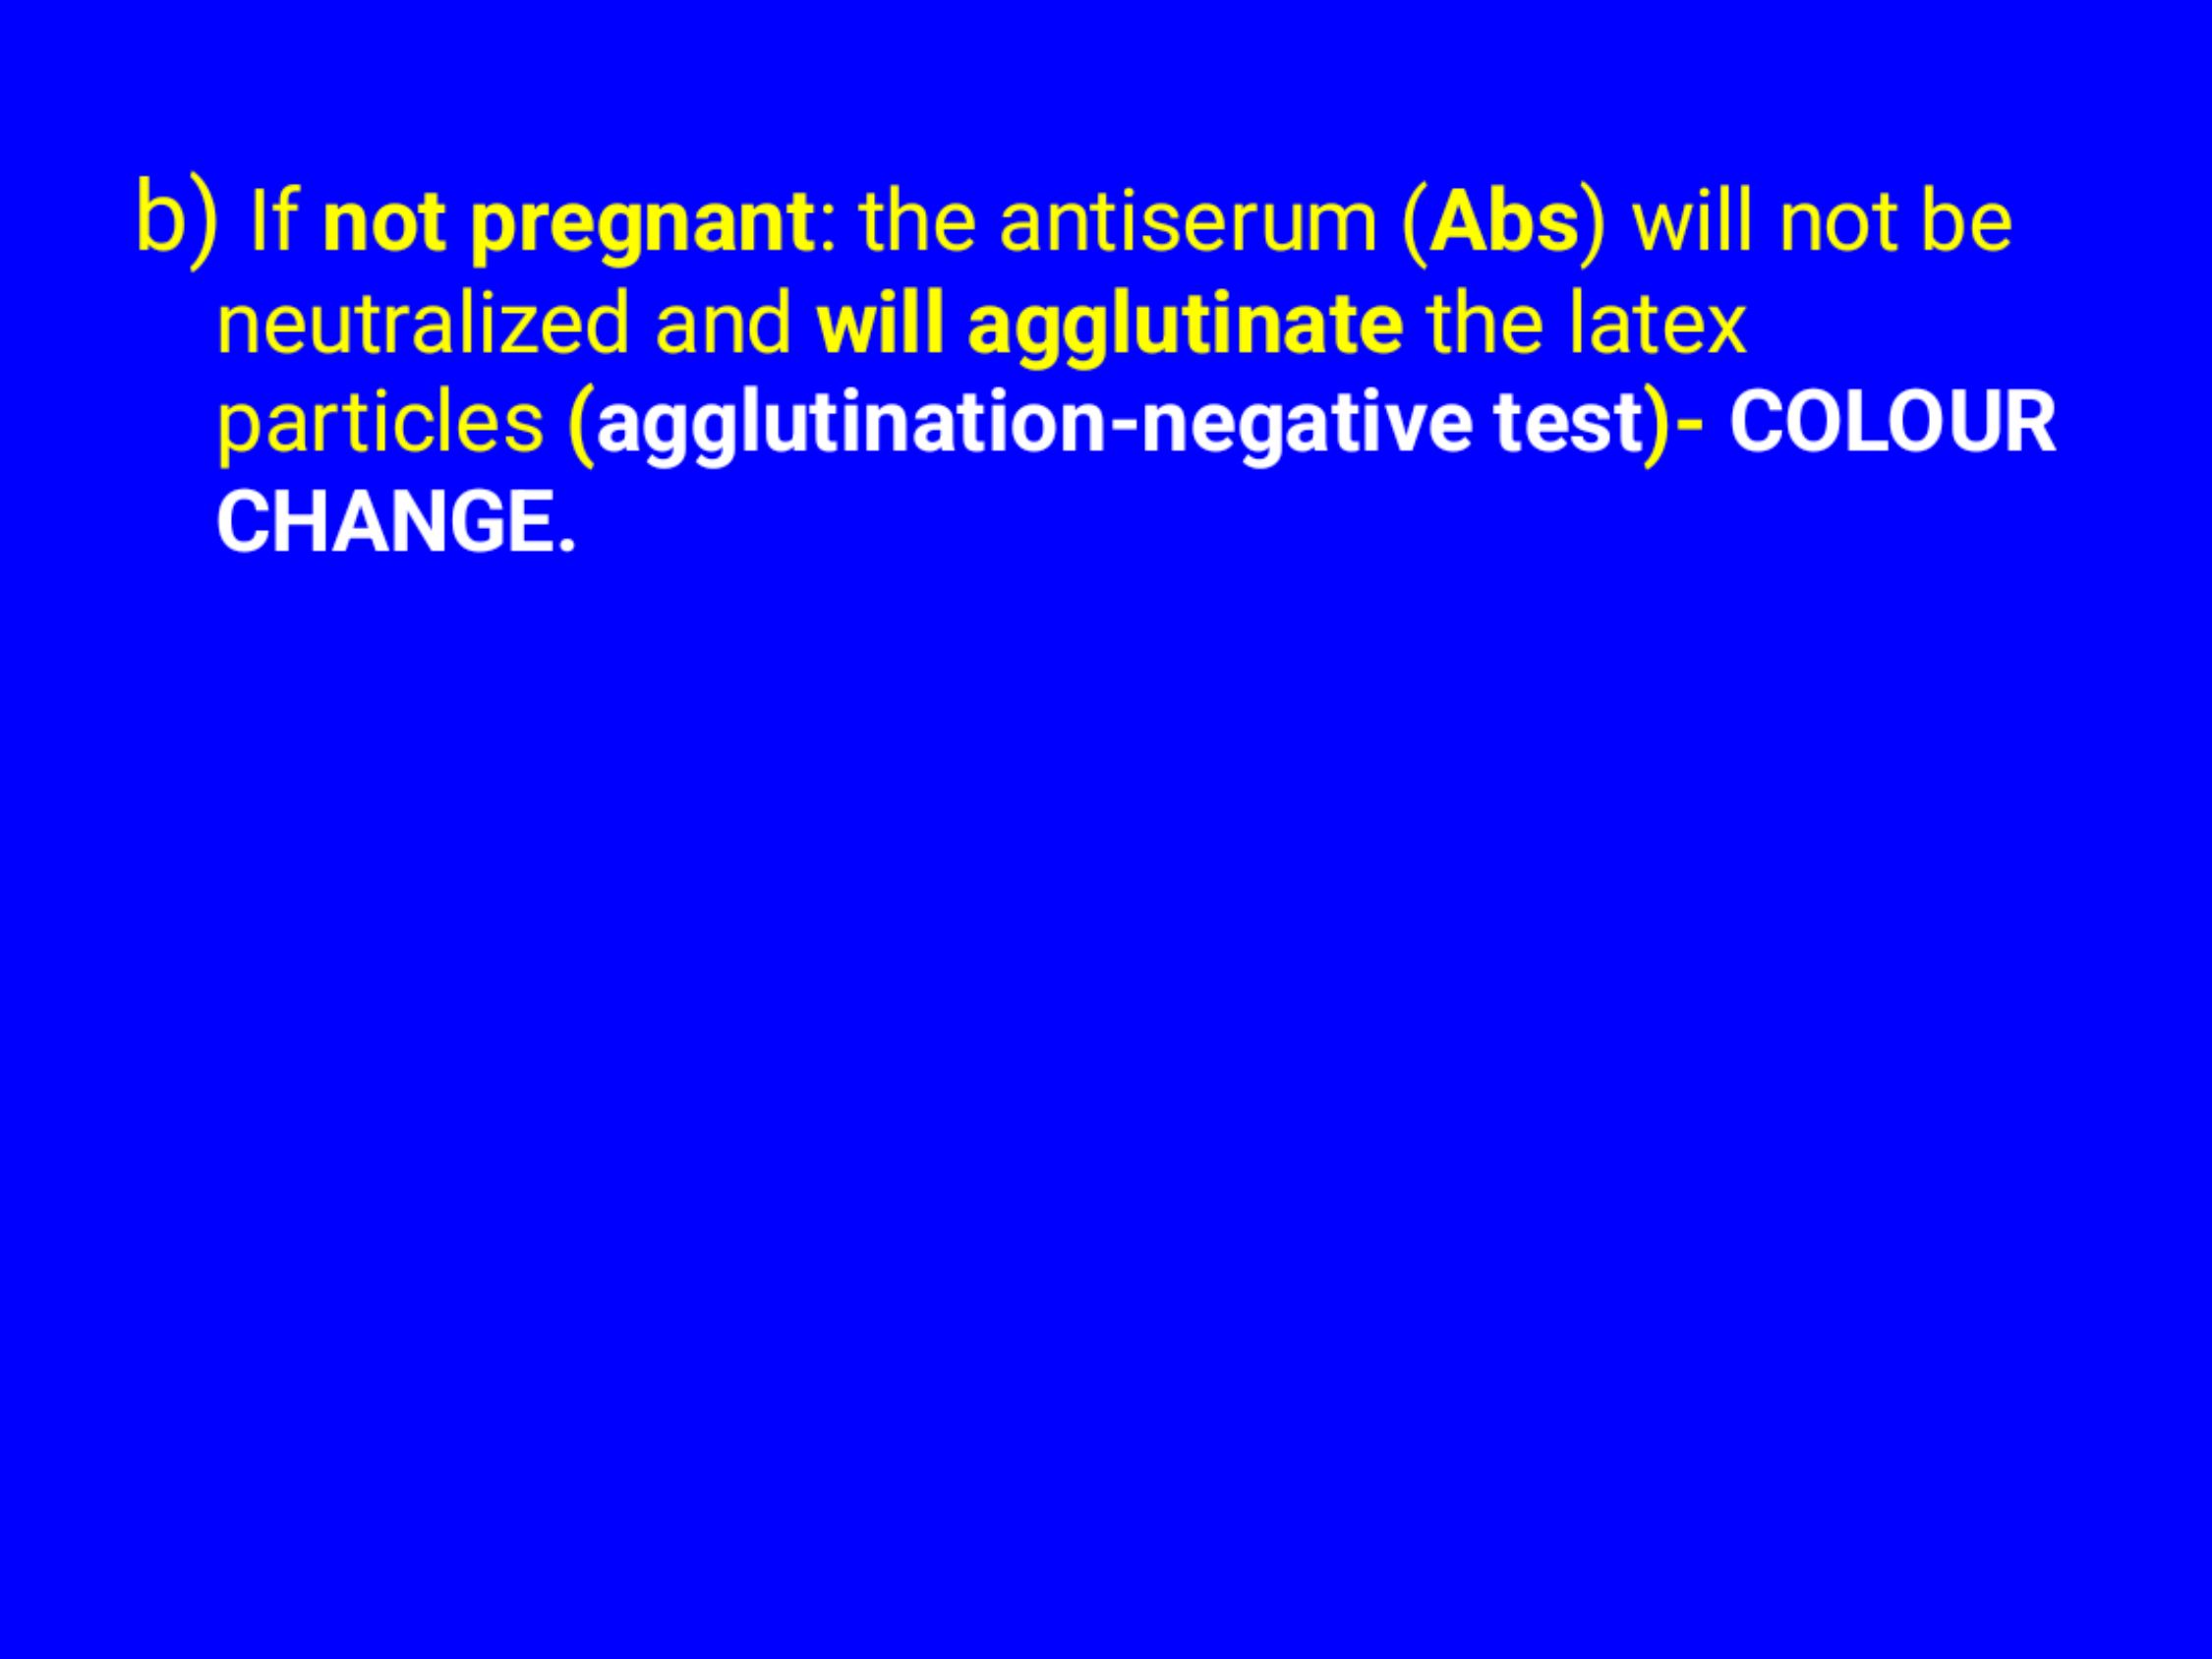 b) If not pregnant: the antiserum (Abs) will not be
neutralized and will agglutinate the latex
particles (agglutination-negative test)- COLOUR
CHANGE.